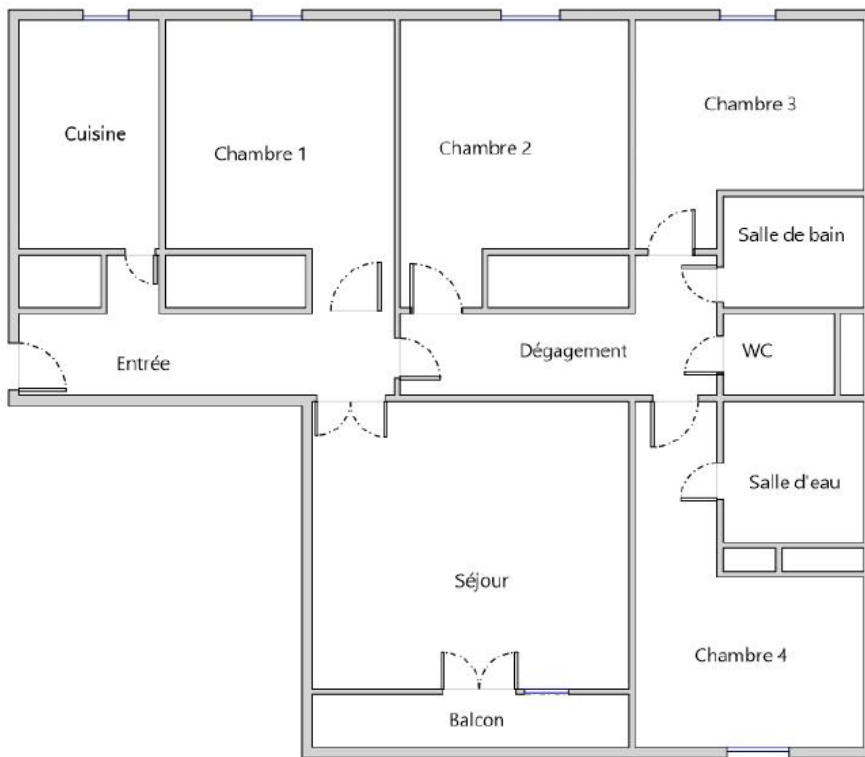 Chambre 3
Cuisine
Chambre 1
Chambre 2
Salle de bain
Entrée
Dégagement
WC
Salle d'eau
Séjour
Chambre 4
Balcon